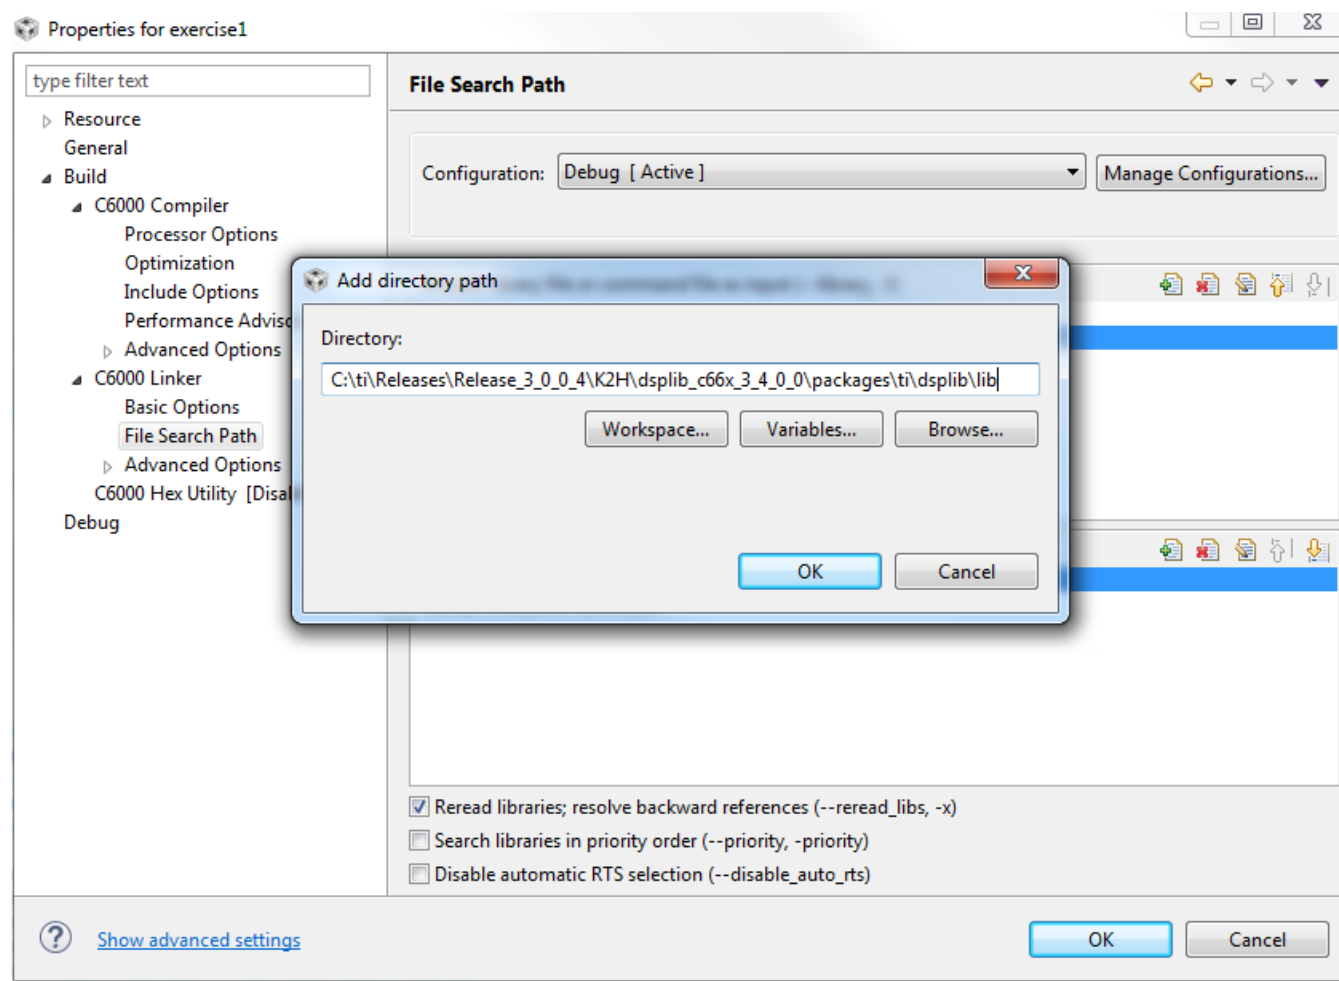 Properties for exercise1
type filter text
File Search Path
Resource
General
Build
C6000 Compiler
Processor Options
Optimization
Include Options
Performance Advisc
Advanced Options
C6000 Linker
Basic Options
File Search Path
Advanced Options
C6000 Hex Utility [Disal
Debug
Configuration:
Debug [ Active ]
Manage Configurations...
Add directory path
Directory:
C:\ti\Releases\Release_3_0_0_4\K2H\dsplib_c66x_3_4_0_0\packages\ti\dsplib\lib
Workspace...
Variables...
Browse...
OK
Cancel
Reread libraries; resolve backward references (--reread_libs, -x)
Search libraries in priority order (--priority, -priority)
Disable automatic RTS selection (--disable_auto_rts)
Show advanced settings
OK
Cancel